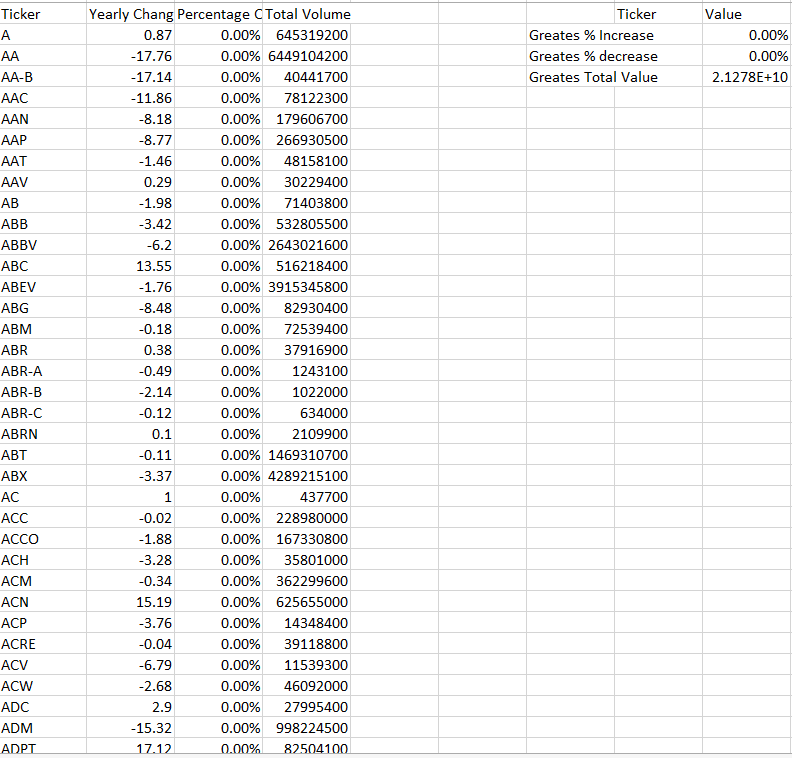 Ticker Yearly Chang Percentage C Total Volume Ticker Value
A 0.87 0.00% 645319200 Greates % Increase 0.00%
AA -17.76 0.00% 6449104200 Greates % decrease 0.00%
AA-B -17.14 0.00% 40441700 Greates Total Value 2.1278E+10
AAC -11.86 0.00% 78122300
AAN -8.18 0.00% 179606700
AAP -8.77 0.00% 266930500
AAT -1.46 0.00% 48158100
AAV 0.29 0.00% 30229400
AB -1.98 0.00% 71403800
ABB -3.42 0.00% 532805500
ABBV -6.2 0.00% 2643021600
ABC 13.55 0.00% 516218400
ABEV -1.76 0.00% 3915345800
ABG -8.48 0.00% 82930400
ABM -0.18 0.00% 72539400
ABR 0.38 0.00% 37916900
ABR-A -0.49 0.00% 1243100
ABR-B -2.14 0.00% 1022000
ABR-C -0.12 0.00% 634000
ABRN 0.1 0.00% 2109900
ABT -0.11 0.00% 1469310700
ABX -3.37 0.00% 4289215100
AC 1 0.00% 437700
ACC -0.02 0.00% 228980000
ACCO -1.88 0.00% 167330800
ACH -3.28 0.00% 35801000
ACM -0.34 0.00% 362299600
ACN 15.19 0.00% 625655000
ACP -3.76 0.00% 14348400
ACRE -0.04 0.00% 39118800
ACV -6.79 0.00% 11539300
ACW -2.68 0.00% 46092000
ADC 2.9 0.00% 27995400
ADM -15.32 0.00% 998224500
ADPT 17.12 0.00% 82504100